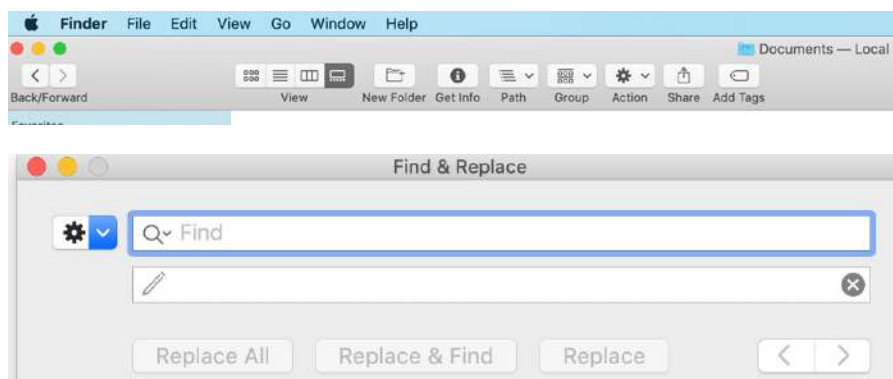 Finder File Edit View Go Window Help
Documents — Local
Back/Forward View New Folder Get Info Path Group Action Share Add Tags
Find & Replace
Find
Replace All Replace & Find Replace